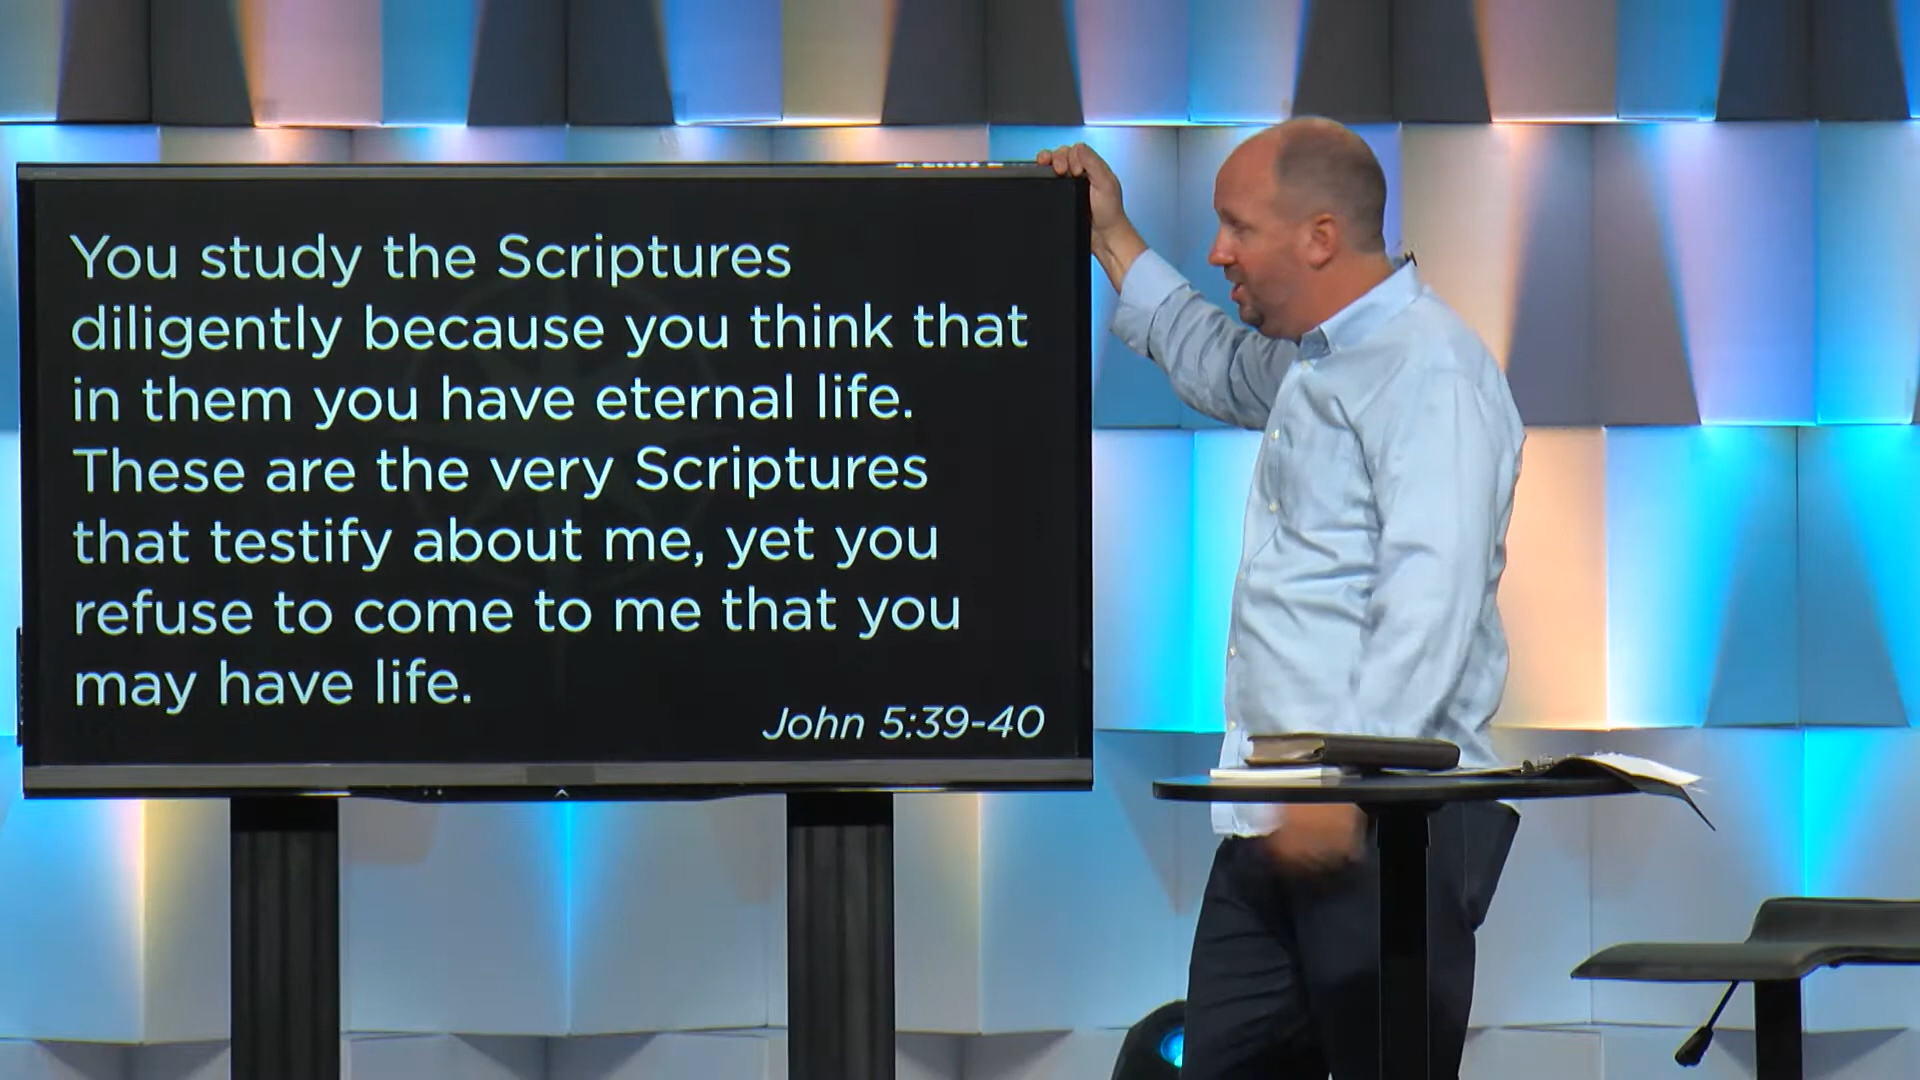 You study the Scriptures
diligently because you think that
in them you have eternal life.
These are the very Scriptures
that testify about me, yet you
refuse to come to me that you
may have life.
John 5:39-40